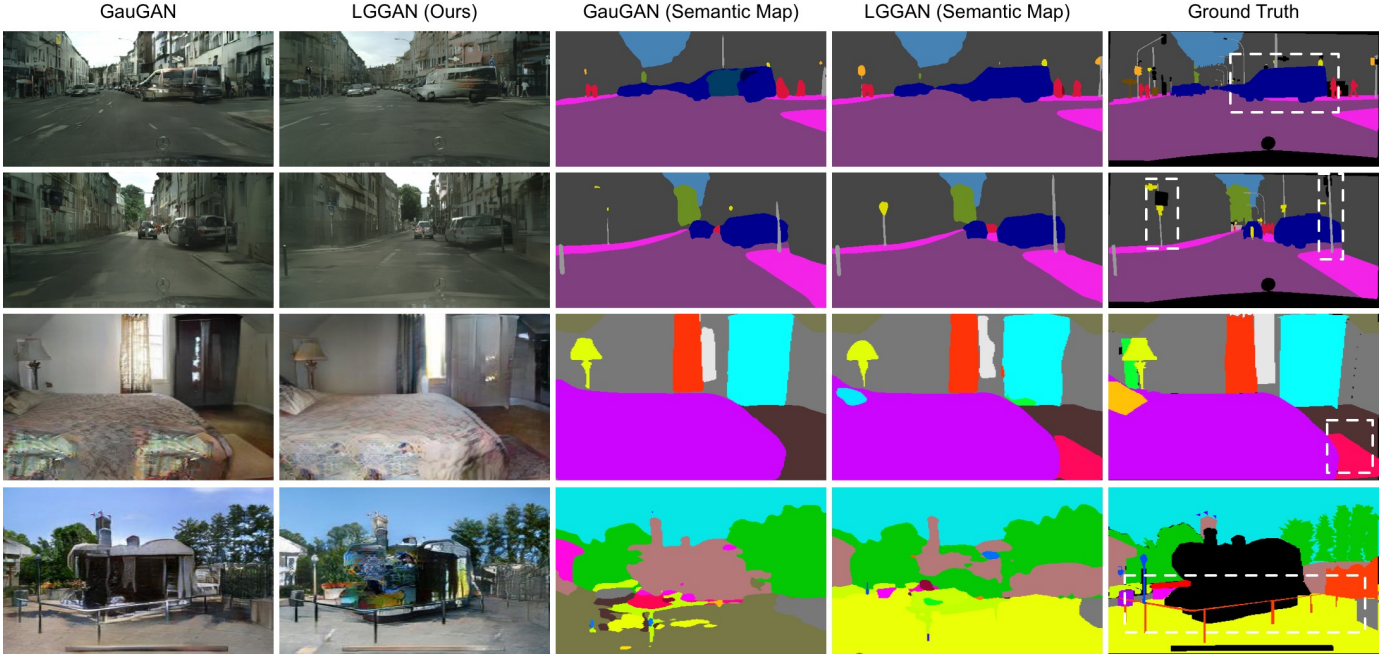 GauGAN
LGGAN (Ours)
GauGAN (Semantic Map)
LGGAN (Semantic Map)
Ground Truth